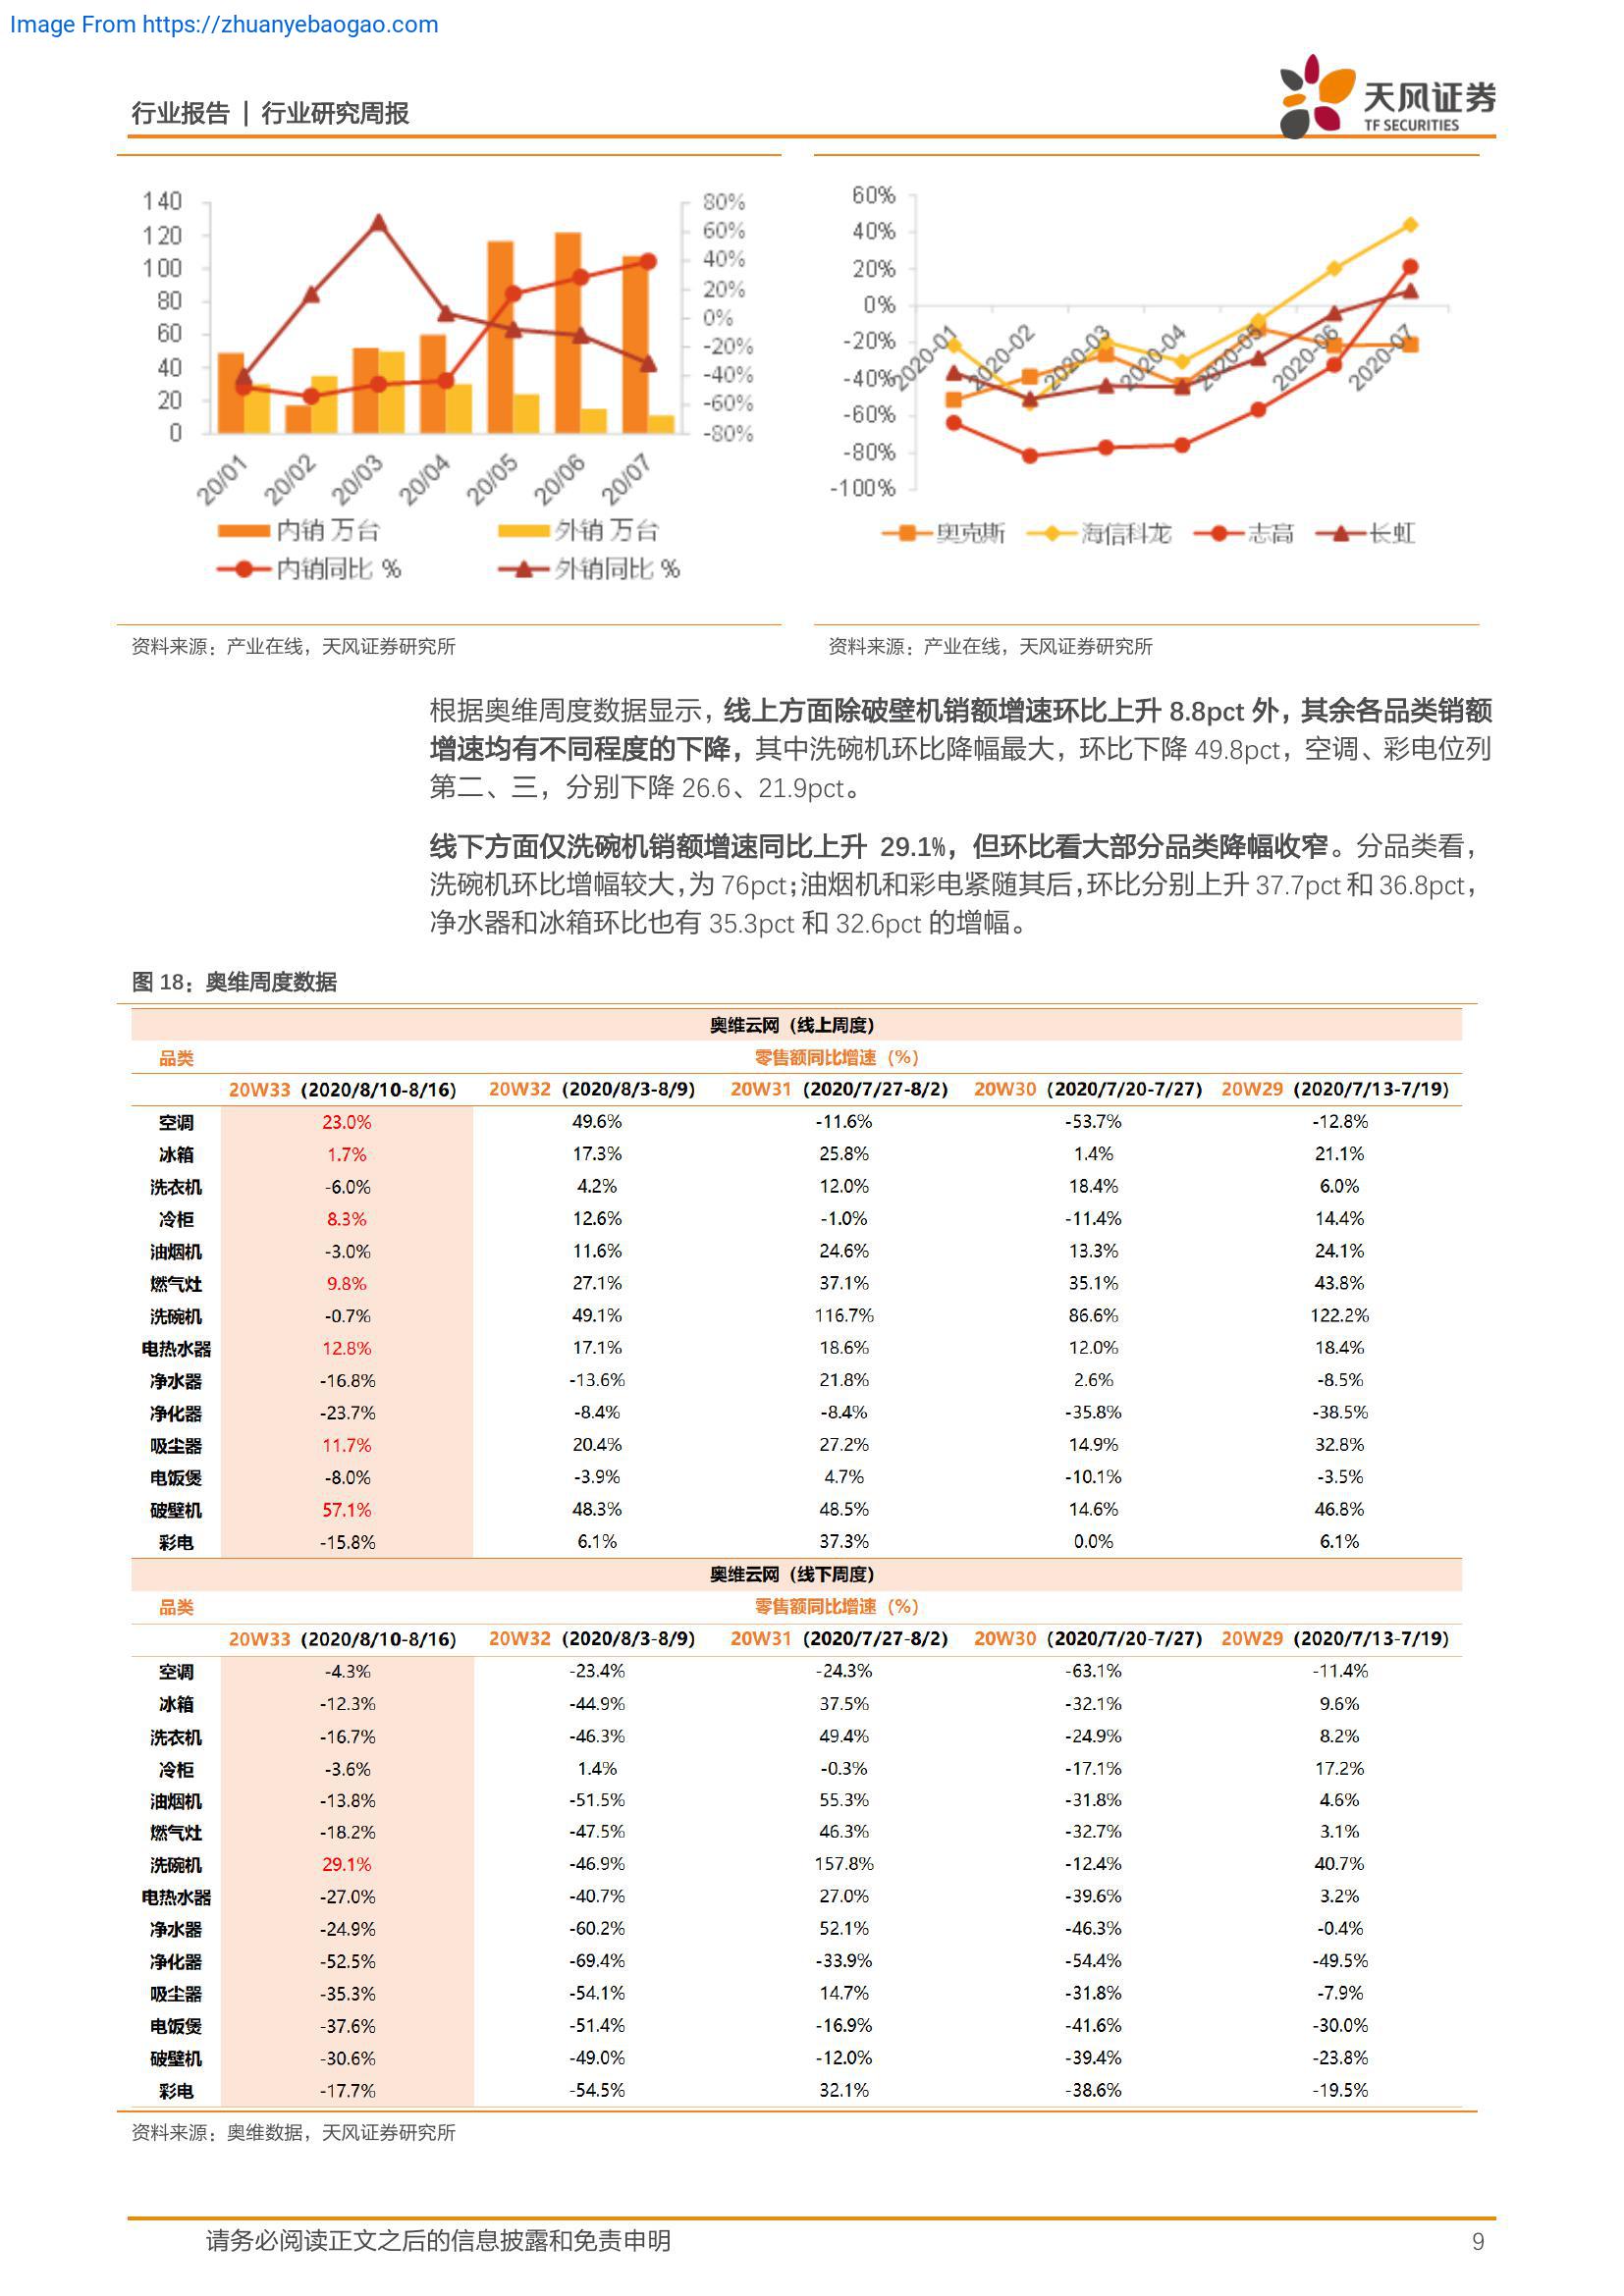 Image From https://zhuanyebaogao.com
行业报告 | 行业研究周报
天风证券
TF SECURITIES
140
120
100
80
60
40
20
0
80%
60%
40%
20%
0%
-20%
-40%
-60%
-80%
20/01 20/02 20/03 20/04 20/05 20/06 20/07
内销 万台 外销 万台
内销同比 % 外销同比 %
60%
40%
20%
0%
-20%
-40%
-60%
-80%
-100%
2020-01 2020-02 2020-03 2020-04 2020-05 2020-06 2020-07
奥克斯 海信科龙 志高 长虹
资料来源：产业在线，天风证券研究所
资料来源：产业在线，天风证券研究所
根据奥维周度数据显示，线上方面除破壁机销额增速环比上升 8.8pct 外，其余各品类销额
增速均有不同程度的下降，其中洗碗机环比降幅最大，环比下降 49.8pct，空调、彩电位列
第二、三，分别下降 26.6、21.9pct。
线下方面仅洗碗机销额增速同比上升 29.1%，但环比看大部分品类降幅收窄。分品类看，
洗碗机环比增幅较大，为 76pct；油烟机和彩电紧随其后，环比分别上升 37.7pct 和 36.8pct，
净水器和冰箱环比也有 35.3pct 和 32.6pct 的增幅。
图 18：奥维周度数据
奥维云网（线上周度）
品类 零售额同比增速（%）
20W33（2020/8/10-8/16） 20W32（2020/8/3-8/9） 20W31（2020/7/27-8/2） 20W30（2020/7/20-7/27） 20W29（2020/7/13-7/19）
空调 23.0% 49.6% -11.6% -53.7% -12.8%
冰箱 1.7% 17.3% 25.8% 1.4% 21.1%
洗衣机 -6.0% 4.2% 12.0% 18.4% 6.0%
冷柜 8.3% 12.6% -1.0% -11.4% 14.4%
油烟机 -3.0% 11.6% 24.6% 13.3% 24.1%
燃气灶 9.8% 27.1% 37.1% 35.1% 43.8%
洗碗机 -0.7% 49.1% 116.7% 86.6% 122.2%
电热水器 12.8% 17.1% 18.6% 12.0% 18.4%
净水器 -16.8% -13.6% 21.8% 2.6% -8.5%
净化器 -23.7% -8.4% -8.4% -35.8% -38.5%
吸尘器 11.7% 20.4% 27.2% 14.9% 32.8%
电饭煲 -8.0% -3.9% 4.7% -10.1% -3.5%
破壁机 57.1% 48.3% 48.5% 14.6% 46.8%
彩电 -15.8% 6.1% 37.3% 0.0% 6.1%
奥维云网（线下周度）
品类 零售额同比增速（%）
20W33（2020/8/10-8/16） 20W32（2020/8/3-8/9） 20W31（2020/7/27-8/2） 20W30（2020/7/20-7/27） 20W29（2020/7/13-7/19）
空调 -4.3% -23.4% -24.3% -63.1% -11.4%
冰箱 -12.3% -44.9% 37.5% -32.1% 9.6%
洗衣机 -16.7% -46.3% 49.4% -24.9% 8.2%
冷柜 -3.6% 1.4% -0.3% -17.1% 17.2%
油烟机 -13.8% -51.5% 55.3% -31.8% 4.6%
燃气灶 -18.2% -47.5% 46.3% -32.7% 3.1%
洗碗机 29.1% -46.9% 157.8% -12.4% 40.7%
电热水器 -27.0% -40.7% 27.0% -39.6% 3.2%
净水器 -24.9% -60.2% 52.1% -46.3% -0.4%
净化器 -52.5% -69.4% -33.9% -54.4% -49.5%
吸尘器 -35.3% -54.1% 14.7% -31.8% -7.9%
电饭煲 -37.6% -51.4% -16.9% -41.6% -30.0%
破壁机 -30.6% -49.0% -12.0% -39.4% -23.8%
彩电 -17.7% -54.5% 32.1% -38.6% -19.5%
资料来源：奥维数据，天风证券研究所
请务必阅读正文之后的信息披露和免责申明 9